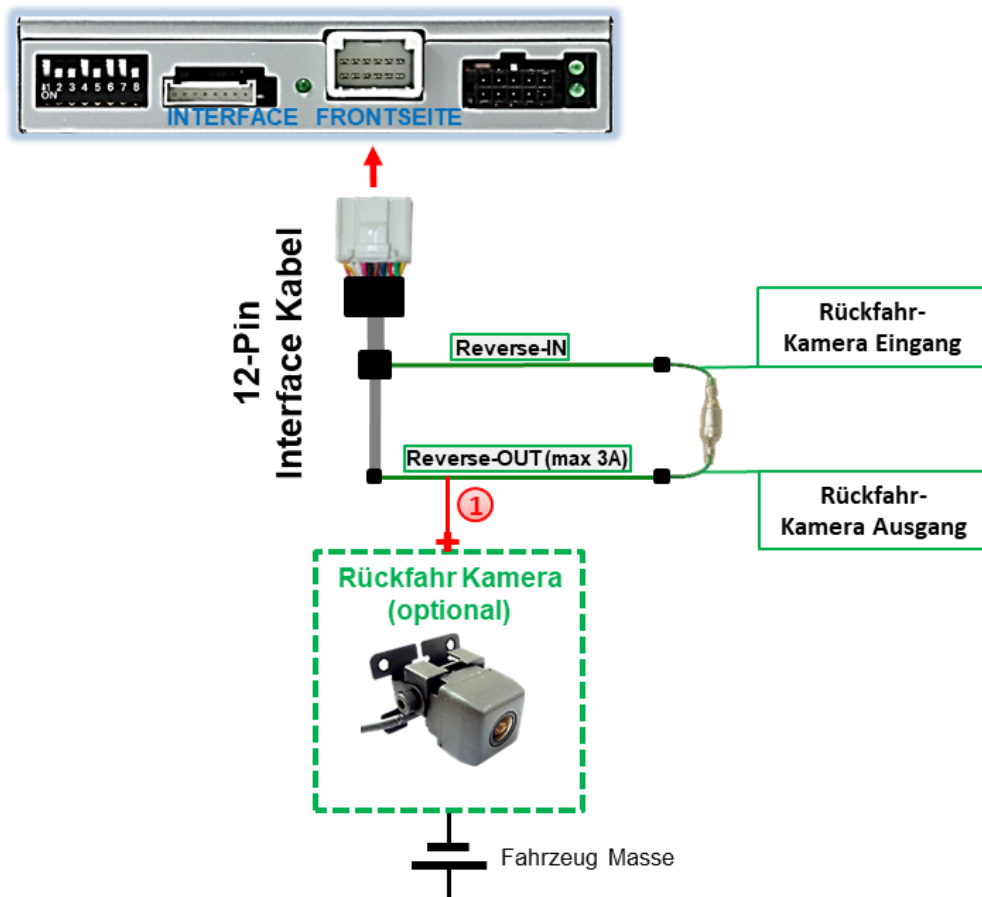 1 2 3 4 5 6 7 8
ON
INTERFACE FRONTSEITE
12-Pin
Interface Kabel
Reverse-IN
Rückfahr-
Kamera Eingang
Reverse-OUT (max 3A)
Rückfahr-
Kamera Ausgang
1
Rückfahr Kamera
(optional)
Fahrzeug Masse